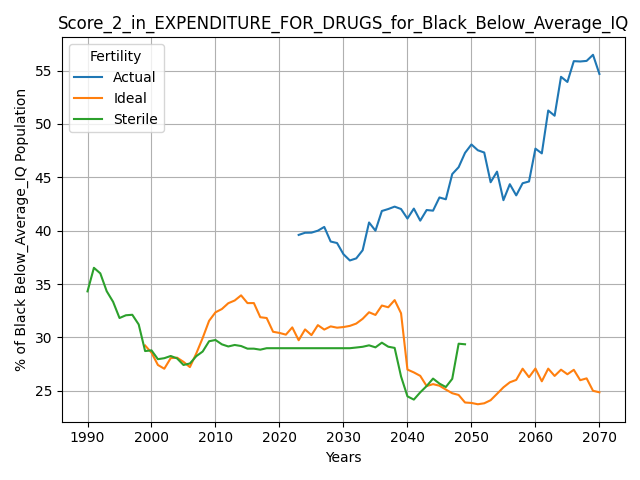 Score_2_in_EXPENDITURE_FOR_DRUGS_for_Black_Below_Average_IQ
Fertility
Actual
Ideal
Sterile
% of Black Below_Average_IQ Population
55
50
45
40
35
30
25
1990 2000 2010 2020 2030 2040 2050 2060 2070
Years